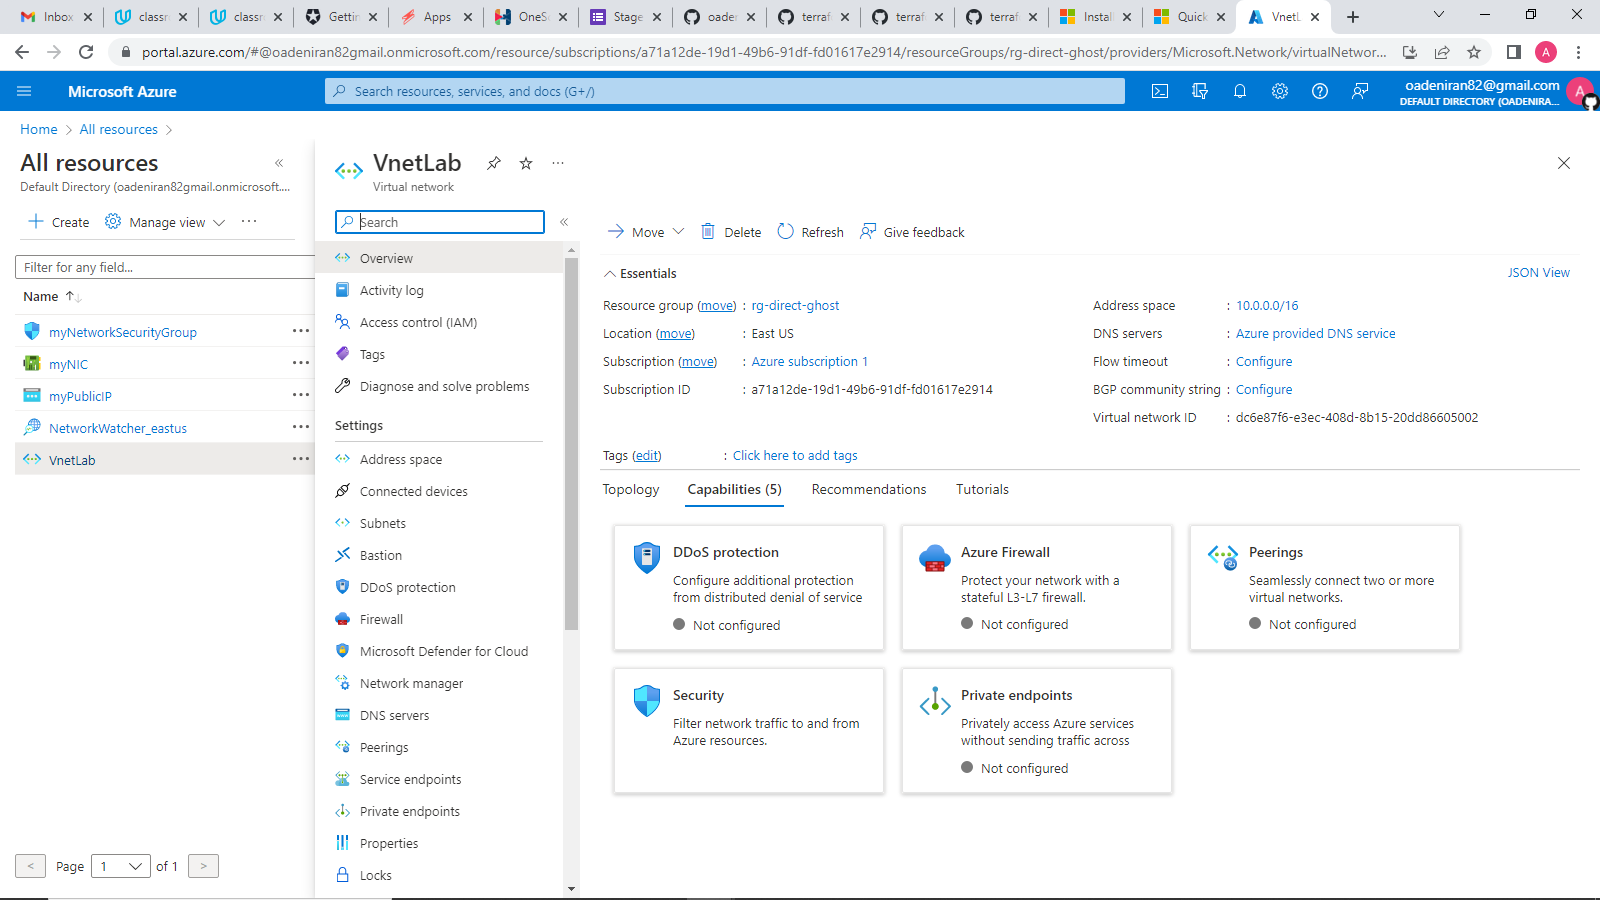 Inbox
classr
classr
Gettin
Apps
OneSc
Stage
oader
terraf
terraf
terraf
Install
Quick
VnetL
portal.azure.com/#@oadeniran82gmail.onmicrosoft.com/resource/subscriptions/a71a12de-19d1-49b6-91df-fd01617e2914/resourceGroups/rg-direct-ghost/providers/Microsoft.Network/virtualNetwor...
A
Microsoft Azure
Search resources, services, and docs (G+/)
oadeniran82@gmail.com
DEFAULT DIRECTORY (OADENIRA...
A
Home
All resources
All resources
Default Directory (oadeniran82gmail.onmicrosoft....
Create
Manage view
Filter for any field...
Name
myNetworkSecurityGroup
myNIC
myPublicIP
NetworkWatcher_eastus
VnetLab
< Page 1 of 1 >
VnetLab
Virtual network
Search
Overview
Activity log
Access control (IAM)
Tags
Diagnose and solve problems
Settings
Address space
Connected devices
Subnets
Bastion
DDoS protection
Firewall
Microsoft Defender for Cloud
Network manager
DNS servers
Peerings
Service endpoints
Private endpoints
Properties
Locks
Move
Delete
Refresh
Give feedback
Essentials
JSON View
Resource group (move) : rg-direct-ghost
Location (move) : East US
Subscription (move) : Azure subscription 1
Subscription ID : a71a12de-19d1-49b6-91df-fd01617e2914
Address space : 10.0.0.0/16
DNS servers : Azure provided DNS service
Flow timeout : Configure
BGP community string : Configure
Virtual network ID : dc6e87f6-e3ec-408d-8b15-20dd86605002
Tags (edit) : Click here to add tags
Topology
Capabilities (5)
Recommendations
Tutorials
DDoS protection
Configure additional protection
from distributed denial of service
Not configured
Azure Firewall
Protect your network with a
stateful L3-L7 firewall.
Not configured
Peerings
Seamlessly connect two or more
virtual networks.
Not configured
Security
Filter network traffic to and from
Azure resources.
Private endpoints
Privately access Azure services
without sending traffic across
Not configured